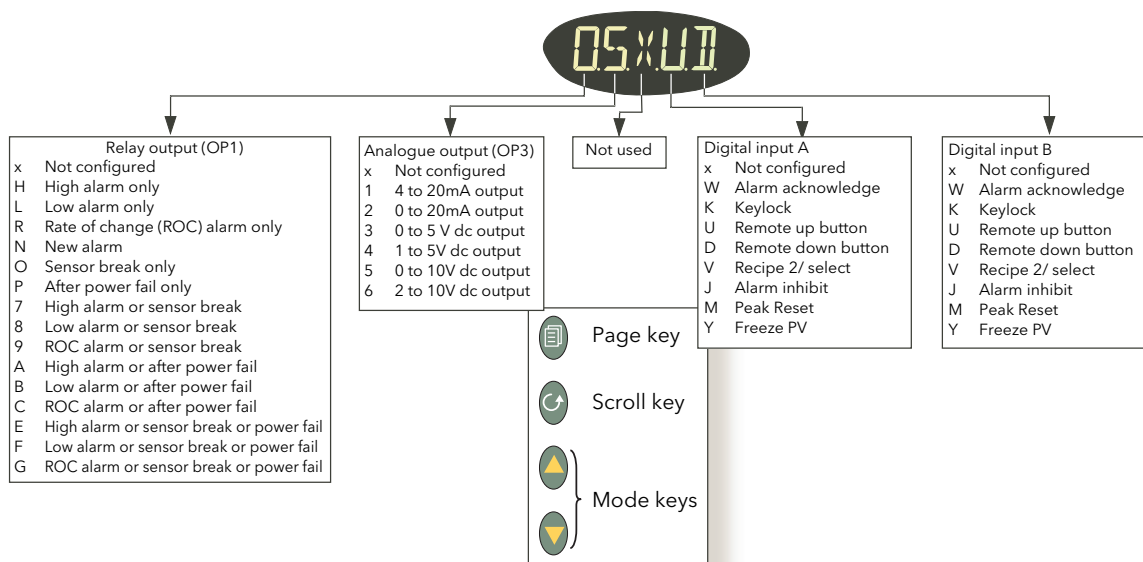 O.S.X.U.D.
Relay output (OP1)
x Not configured
H High alarm only
L Low alarm only
R Rate of change (ROC) alarm only
N New alarm
O Sensor break only
P After power fail only
7 High alarm or sensor break
8 Low alarm or sensor break
9 ROC alarm or sensor break
A High alarm or after power fail
B Low alarm or after power fail
C ROC alarm or after power fail
E High alarm or sensor break or power fail
F Low alarm or sensor break or power fail
G ROC alarm or sensor break or power fail
Analogue output (OP3)
x Not configured
1 4 to 20mA output
2 0 to 20mA output
3 0 to 5 V dc output
4 1 to 5V dc output
5 0 to 10V dc output
6 2 to 10V dc output
Not used
Digital input A
x Not configured
W Alarm acknowledge
K Keylock
U Remote up button
D Remote down button
V Recipe 2/ select
J Alarm inhibit
M Peak Reset
Y Freeze PV
Digital input B
x Not configured
W Alarm acknowledge
K Keylock
U Remote up button
D Remote down button
V Recipe 2/ select
J Alarm inhibit
M Peak Reset
Y Freeze PV
Page key
Scroll key
Mode keys